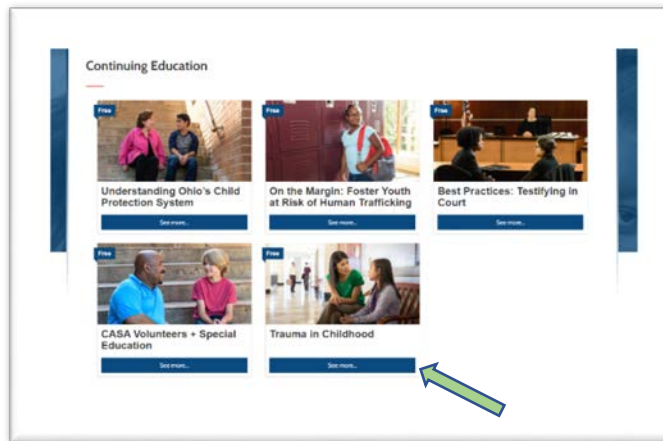 Continuing Education
Free
Free
Free
Understanding Ohio's Child
Protection System
On the Margin: Foster Youth
at Risk of Human Trafficking
Best Practices: Testifying in
Court
See more..
See more..
See more..
Free
Free
CASA Volunteers + Special
Education
Trauma in Childhood
See more..
See more..